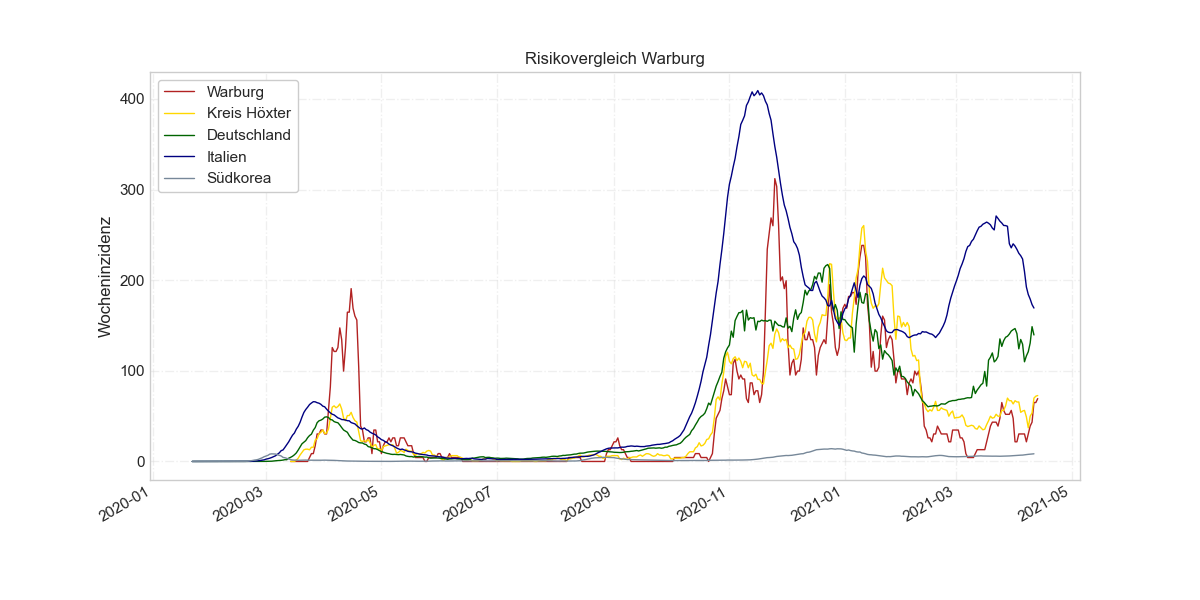 Risikovergleich Warburg
Warburg
Kreis Höxter
Deutschland
Italien
Südkorea
Wocheninzidenz
400
300
200
100
0
2020-01
2020-03
2020-05
2020-07
2020-09
2020-11
2021-01
2021-03
2021-05